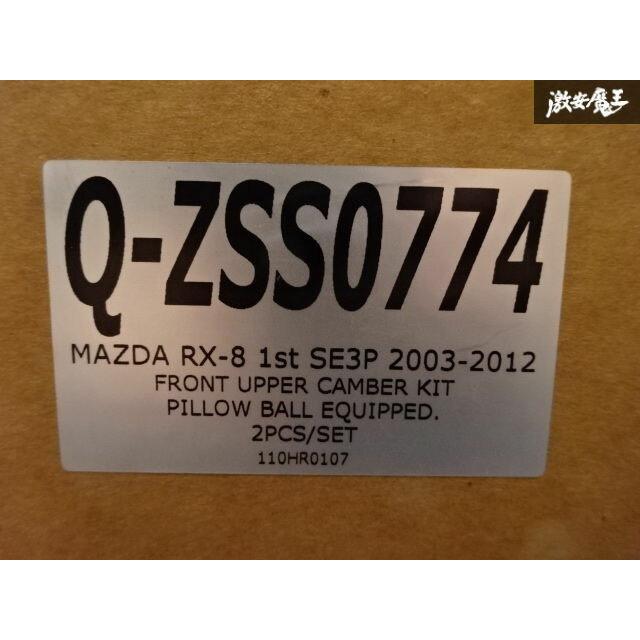 激安魔王
Q-ZSS0774
MAZDA RX-8 1st SE3P 2003-2012
FRONT UPPER CAMBER KIT
PILLOW BALL EQUIPPED.
2PCS/SET
110HR0107